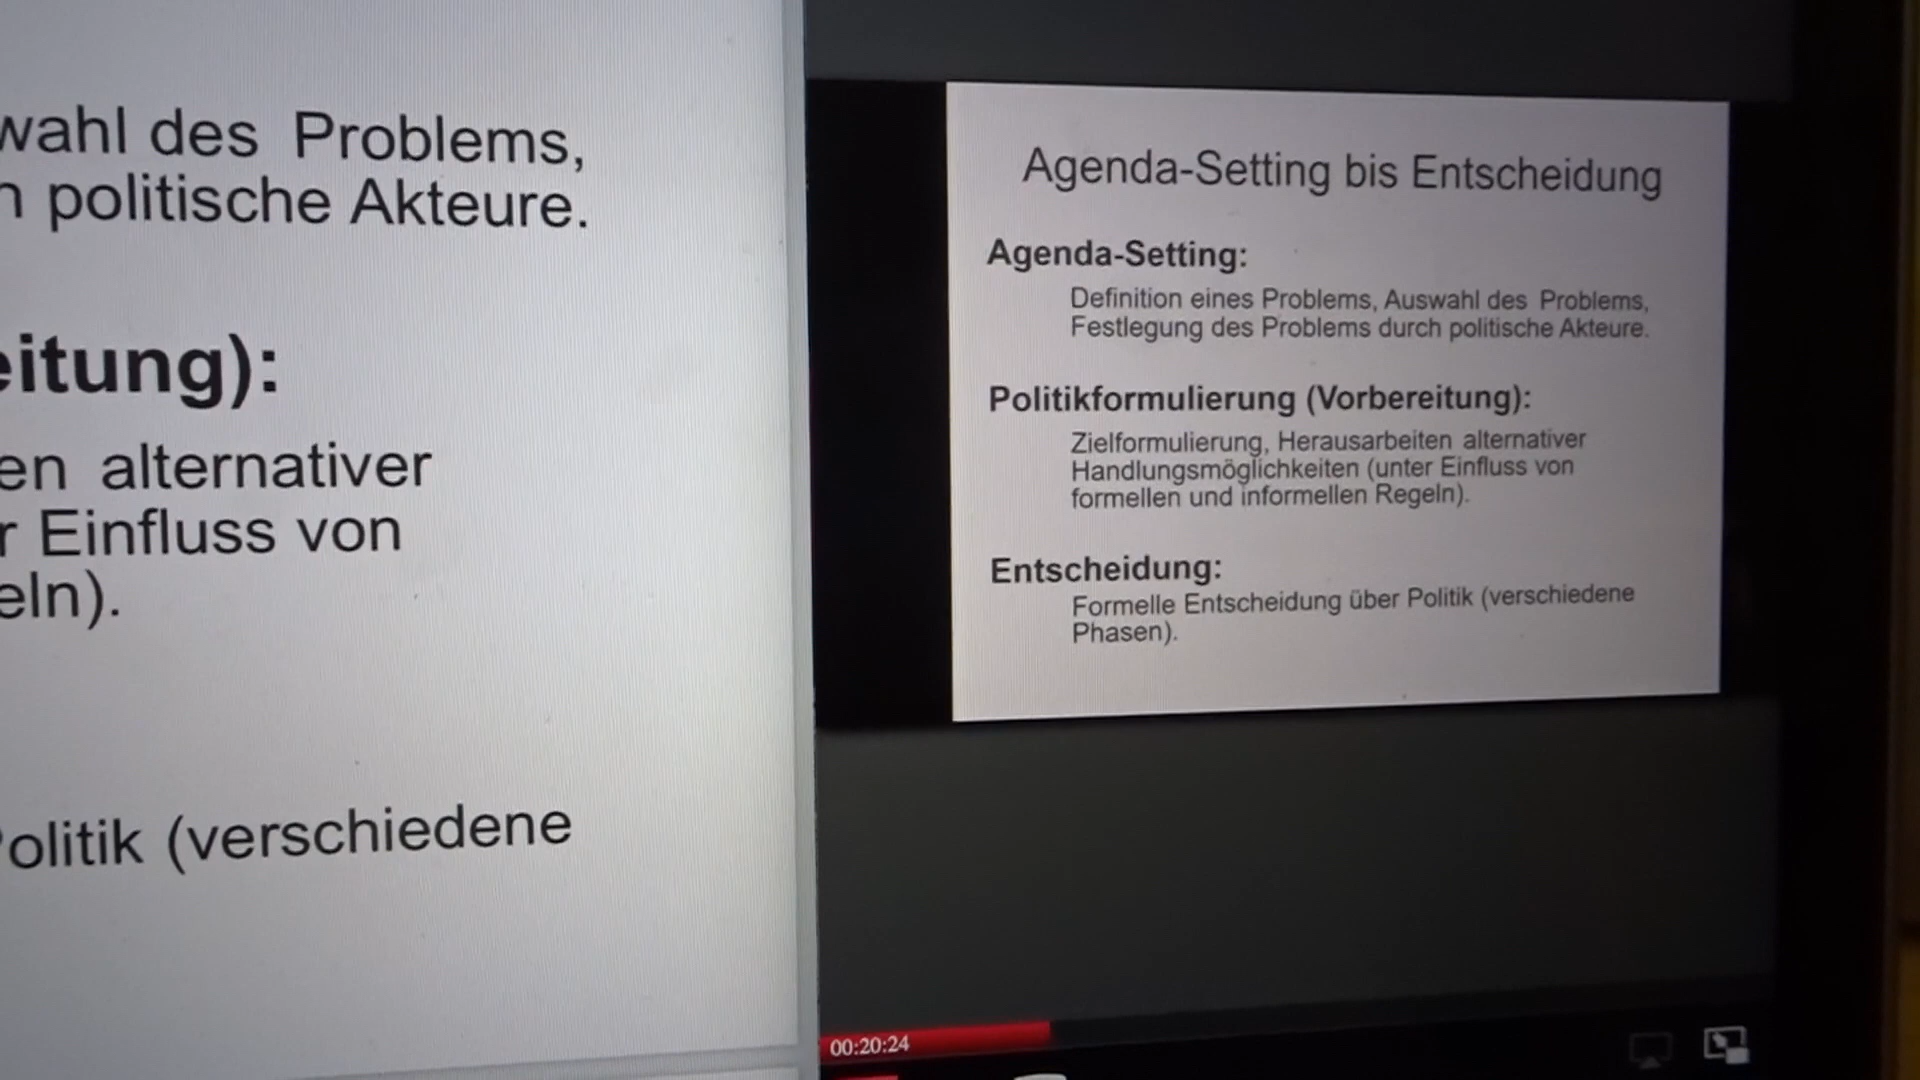 wahl des Problems,
politische Akteure.
eitung):
en alternativer
r Einfluss von
eln).
olitik (verschiedene
Agenda-Setting bis Entscheidung
Agenda-Setting:
Definition eines Problems, Auswahl des Problems,
Festlegung des Problems durch politische Akteure.
Politikformulierung (Vorbereitung):
Zielformulierung, Herausarbeiten alternativer
Handlungsmöglichkeiten (unter Einfluss von
formellen und informellen Regeln).
Entscheidung:
Formelle Entscheidung über Politik (verschiedene
Phasen).
00:20:24